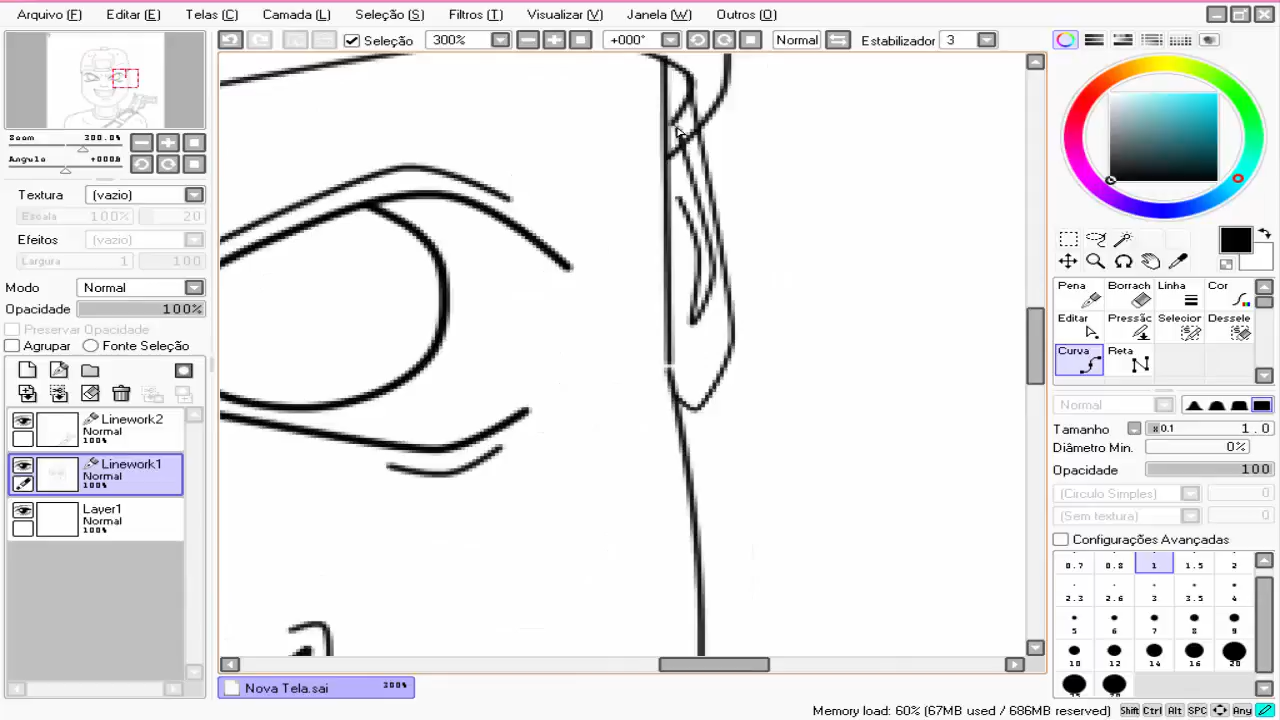 Arquivo (F) Editar (E) Telas (C) Camada (L) Seleção (S) Filtros (T) Visualizar (V) Janela (W) Outros (O)
Seleção 300% +000° Normal Estabilizador 3
Zoom 300.0%
Angulo +000Å
Textura (vazio)
Escala 100% 20
Efeitos (vazio)
Largura 1 100
Modo Normal
Opacidade 100%
Preservar Opacidade
Agrupar Fonte Seleção
Linework2
Normal
100%
Linework1
Normal
100%
Layer1
Normal
100%
Pena Borrach Linha Cor
Editar Pressãc Selecior Dessele
Curva Reta
Normal
Tamanho x0.1 1.0
Diâmetro Min. 0%
Opacidade 100
(Circulo Simples) 0
(Sem textura) 0
Configurações Avançadas
0.7 0.8 1 1.5 2
2.3 2.6 3 3.5 4
5 6 7 8 9
10 12 14 16 20
Nova Tela.sai 300%
Memory load: 60% (67MB used / 686MB reserved) Shift Ctrl Alt SPC Any